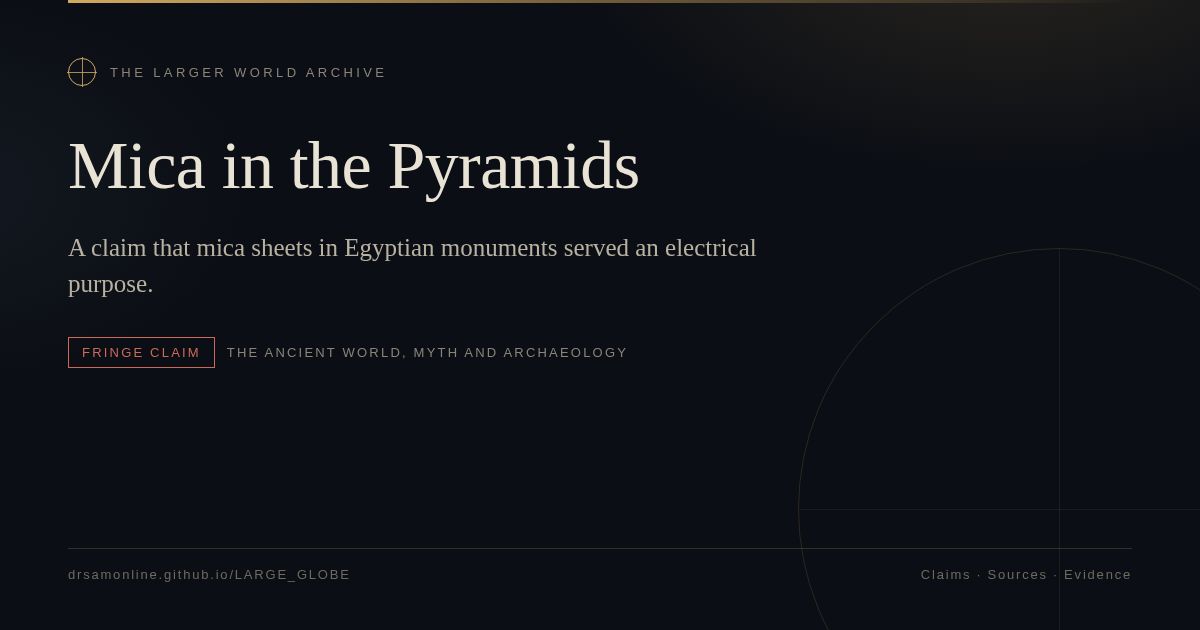 THE LARGER WORLD ARCHIVE
Mica in the Pyramids
A claim that mica sheets in Egyptian monuments served an electrical
purpose.
FRINGE CLAIM THE ANCIENT WORLD, MYTH AND ARCHAEOLOGY
drsamonline.github.io/LARGE_GLOBE Claims · Sources · Evidence